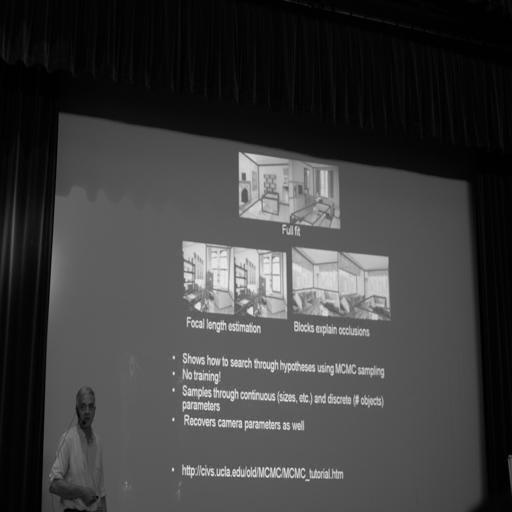 Full fit
Focal length estimation
Blocks explain occlusions
• Shows how to search through hypotheses using MCMC sampling
• No training!
• Samples through continuous (sizes, etc.) and discrete (# objects)
parameters
• Recovers camera parameters as well
• http://civs.ucla.edu/old/MCMC/MCMC_tutorial.htm